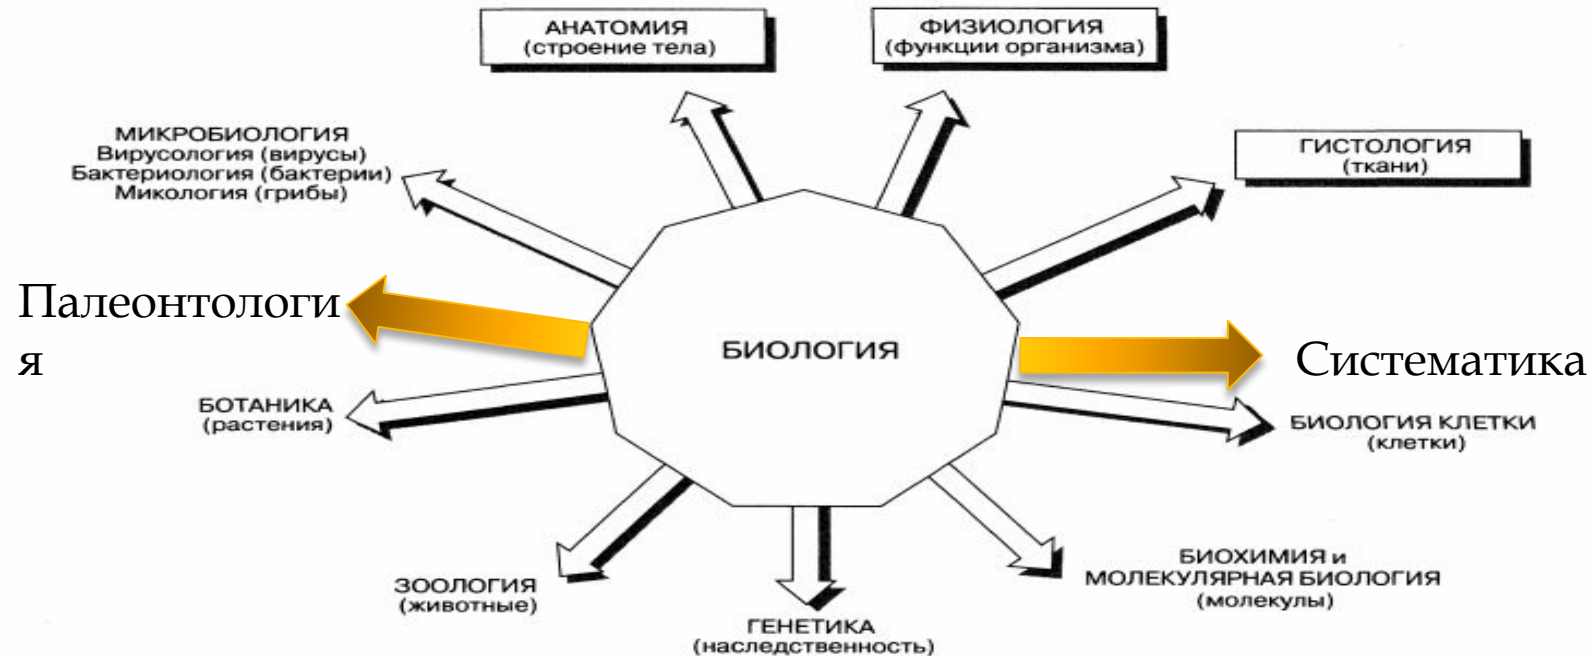 АНАТОМИЯ
(строение тела)
ФИЗИОЛОГИЯ
(функции организма)
МИКРОБИОЛОГИЯ
Вирусология (вирусы)
Бактериология (бактерии)
Микология (грибы)
ГИСТОЛОГИЯ
(ткани)
Палеонтологи
я
БИОЛОГИЯ
Систематика
БОТАНИКА
(растения)
БИОЛОГИЯ КЛЕТКИ
(клетки)
ЗООЛОГИЯ
(животные)
ГЕНЕТИКА
(наследственность)
БИОХИМИЯ и
МОЛЕКУЛЯРНАЯ БИОЛОГИЯ
(молекулы)